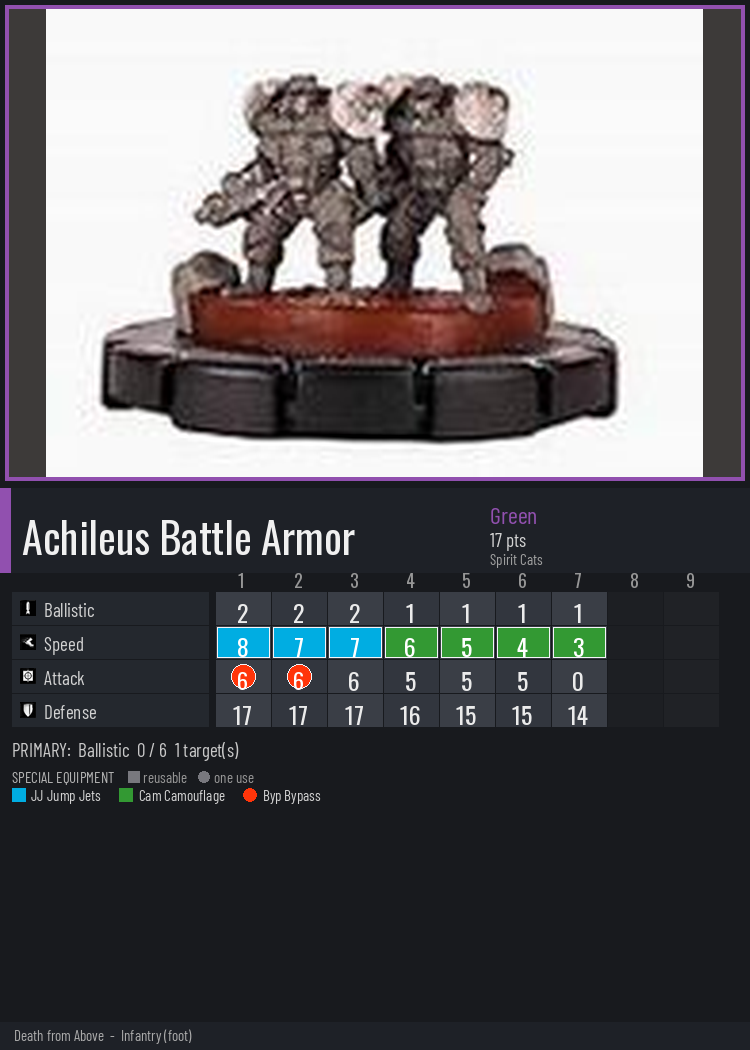 Achileus Battle Armor
Green
17 pts
Spirit Cats
1 2 3 4 5 6 7 8 9
Ballistic 2 2 2 1 1 1 1
Speed 8 7 7 6 5 4 3
Attack 6 6 6 5 5 5 0
Defense 17 17 17 16 15 15 14
PRIMARY: Ballistic 0 / 6 1 target(s)
SPECIAL EQUIPMENT reusable one use
JJ Jump Jets Cam Camouflage Byp Bypass
Death from Above - Infantry (foot)